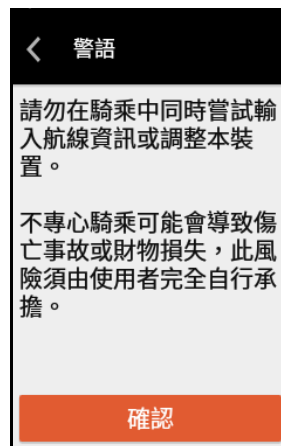 警語
請勿在騎乘中同時嘗試輸
入航線資訊或調整本裝
置。
不專心騎乘可能會導致傷
亡事故或財物損失，此風
險須由使用者完全自行承
擔。
確認